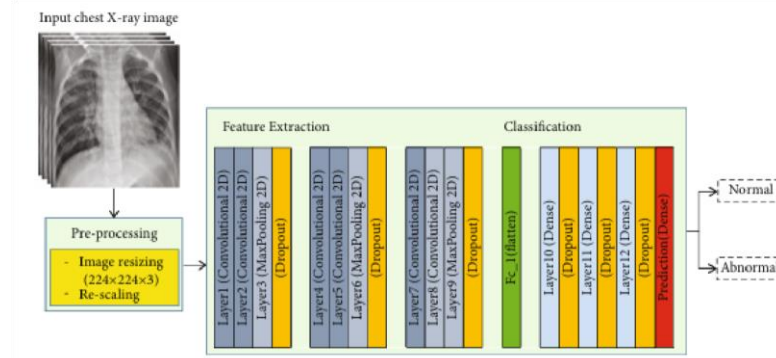 Input chest X-ray image
Pre-processing
- Image resizing
(224×224×3)
- Re-scaling
Feature Extraction
Layer1 (Convolutional 2D)
Layer2 (Convolutional 2D)
Layer3 (MaxPooling 2D)
(Dropout)
Layer4 (Convolutional 2D)
Layer5 (Convolutional 2D)
Layer6 (MaxPooling 2D)
(Dropout)
Layer7 (Convolutional 2D)
Layer8 (Convolutional 2D)
Layer9 (MaxPooling 2D)
(Dropout)
Classification
Fc_1(flatten)
Layer10 (Dense)
(Dropout)
Layer11 (Dense)
(Dropout)
Layer12 (Dense)
(Dropout)
Prediction(Dense)
Normal
Abnormal